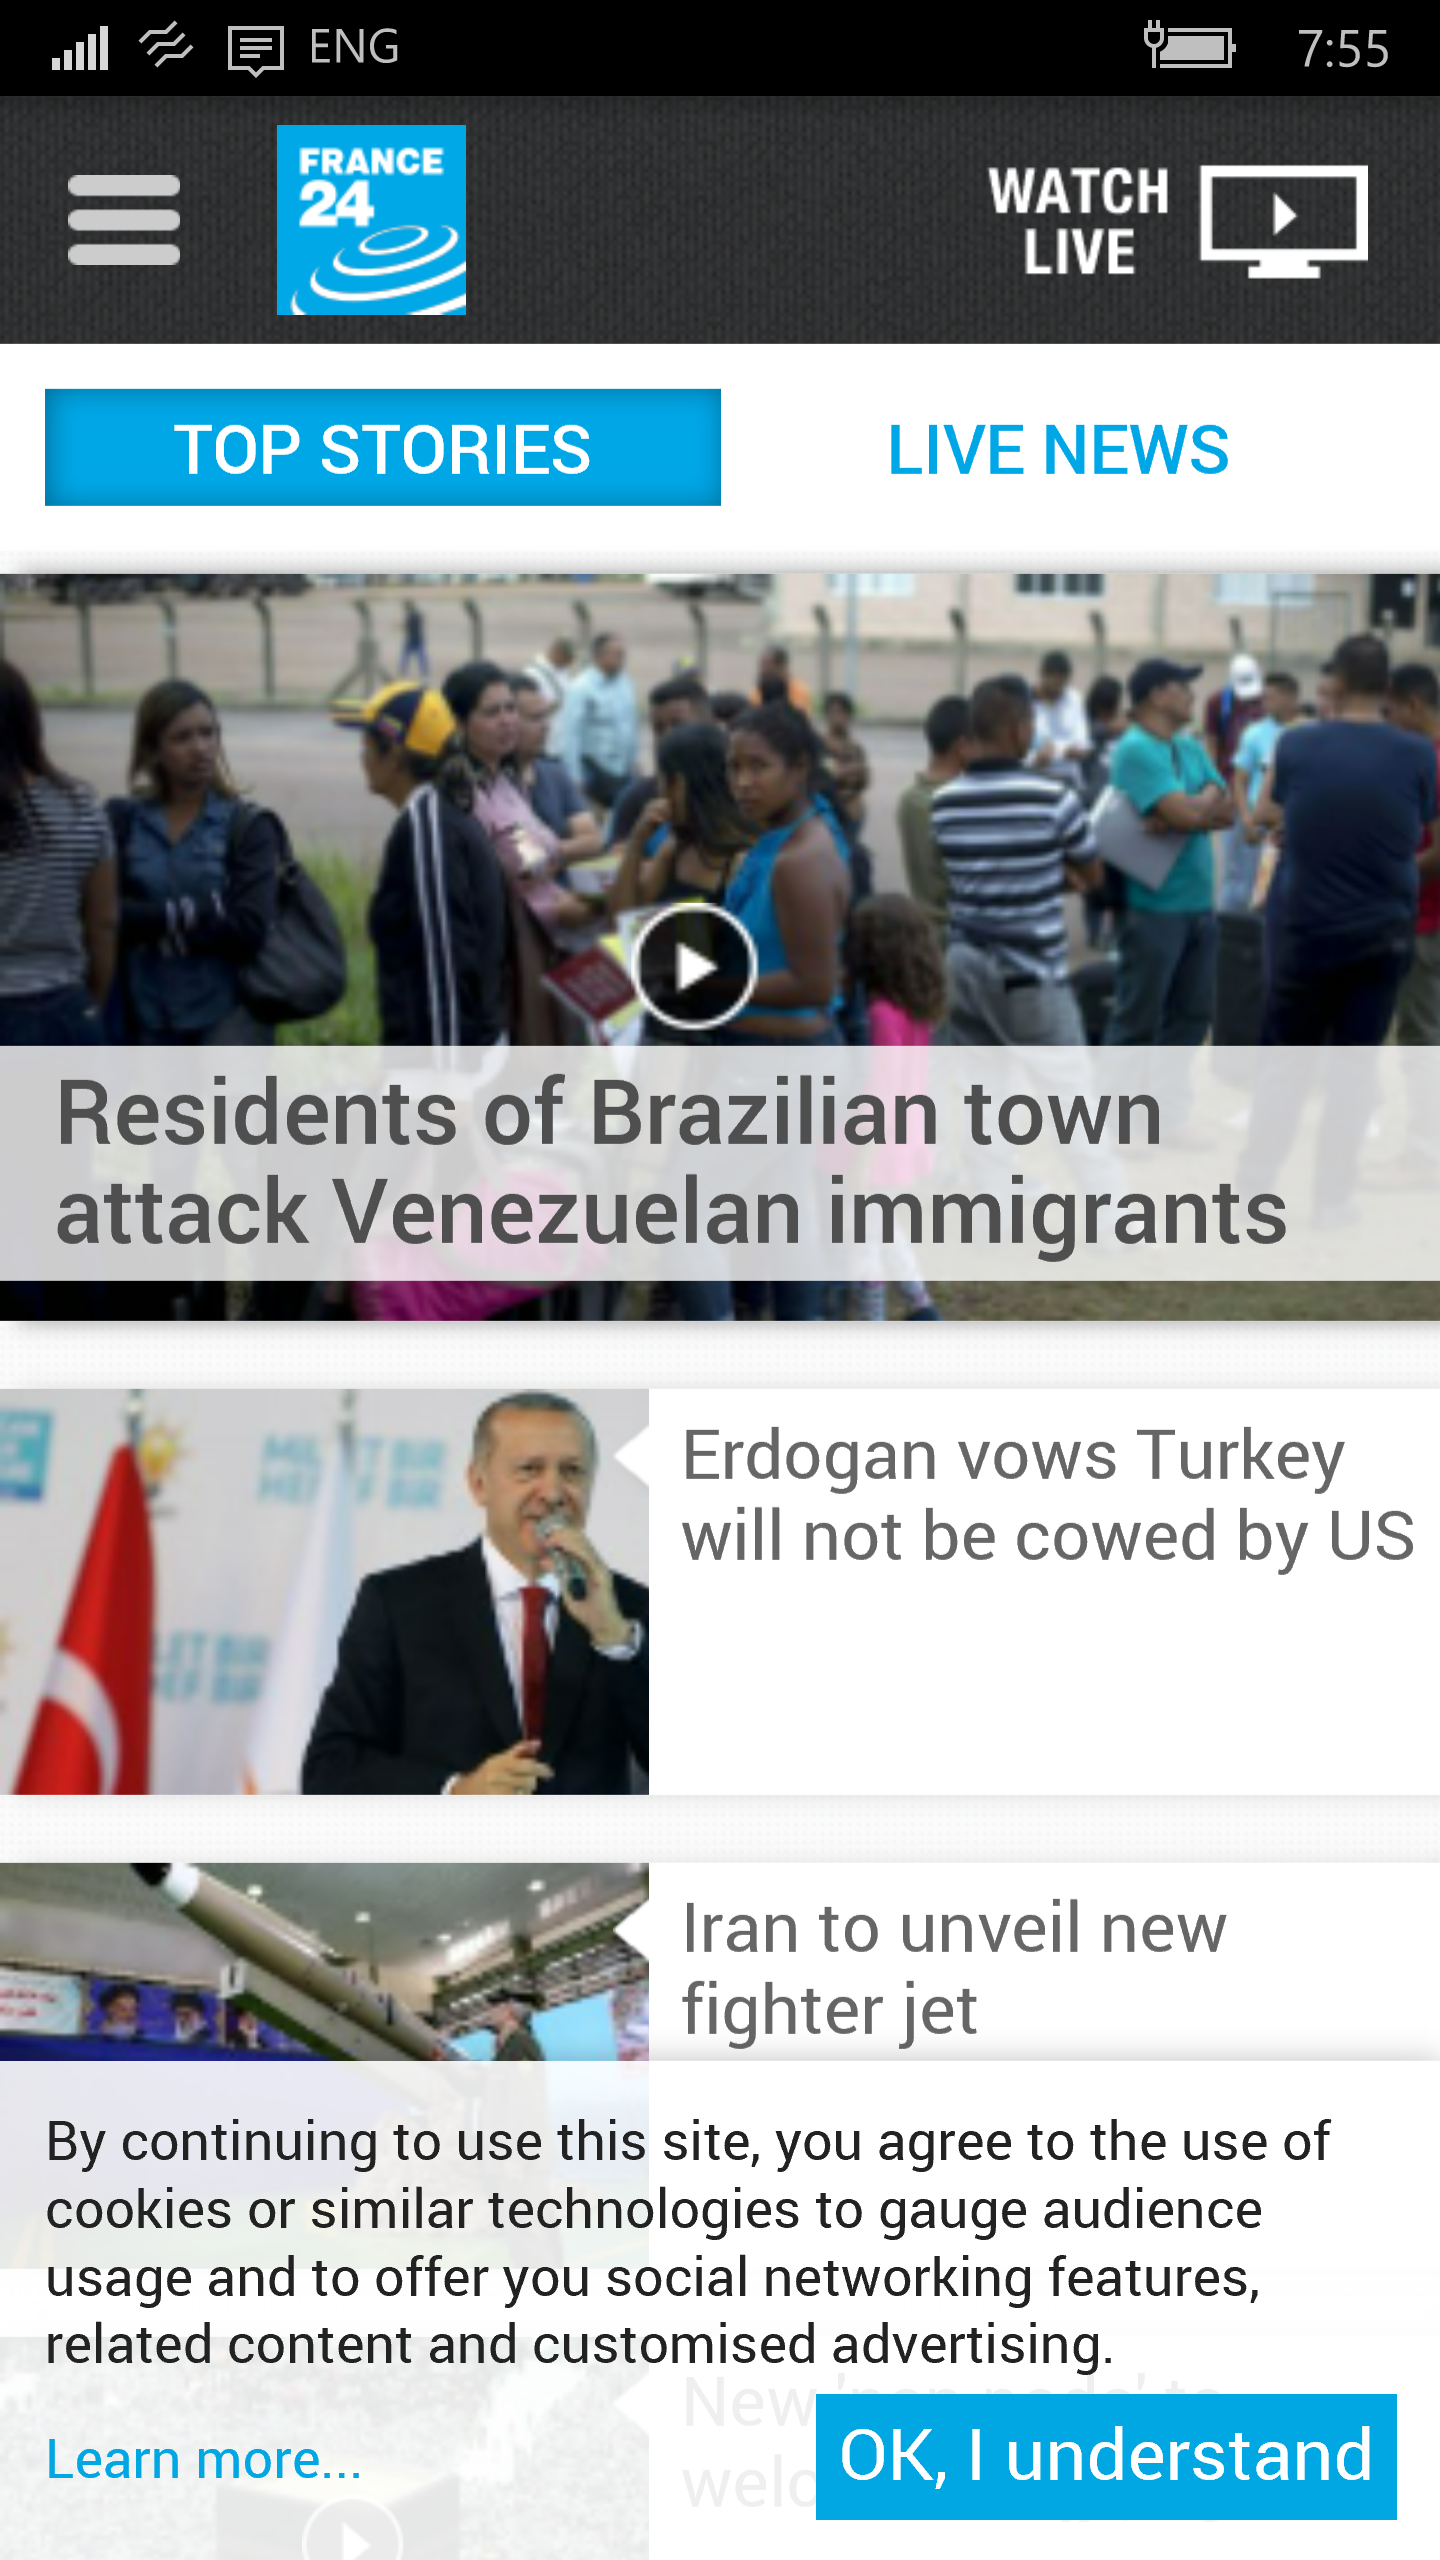 ENG
7:55
FRANCE
24
WATCH
LIVE
TOP STORIES
LIVE NEWS
Residents of Brazilian town
attack Venezuelan immigrants
Erdogan vows Turkey
will not be cowed by US
Iran to unveil new
fighter jet
By continuing to use this site, you agree to the use of
cookies or similar technologies to gauge audience
usage and to offer you social networking features,
related content and customised advertising.
New
Learn more...
OK, I understand